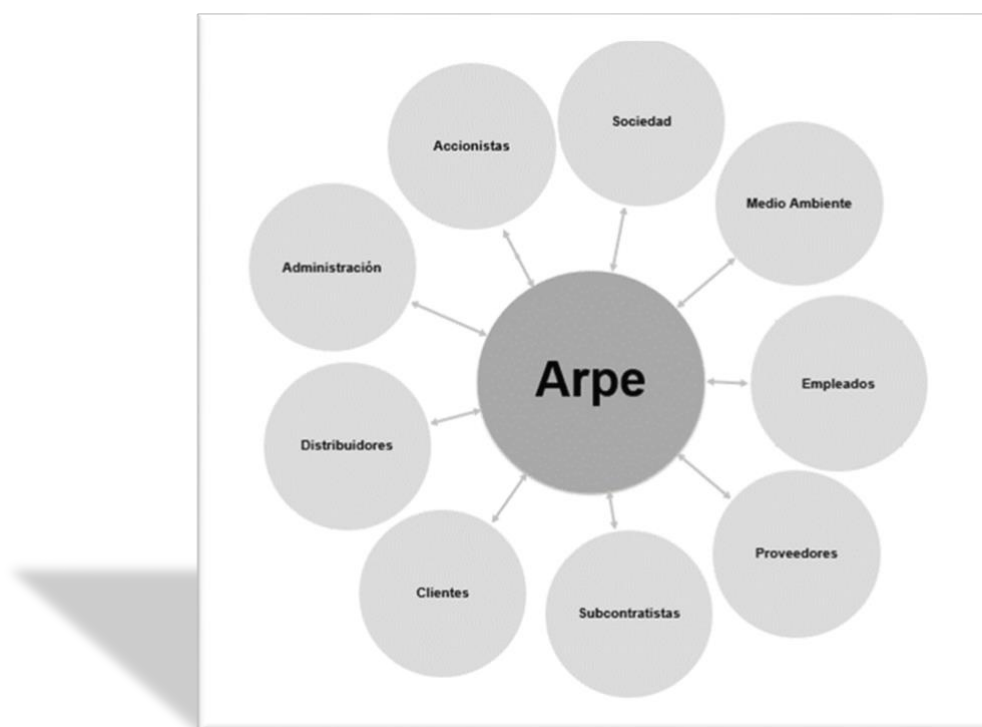 Sociedad
Accionistas
Medio Ambiente
Administración
Arpe
Empleados
Distribuidores
Proveedores
Clientes
Subcontratistas